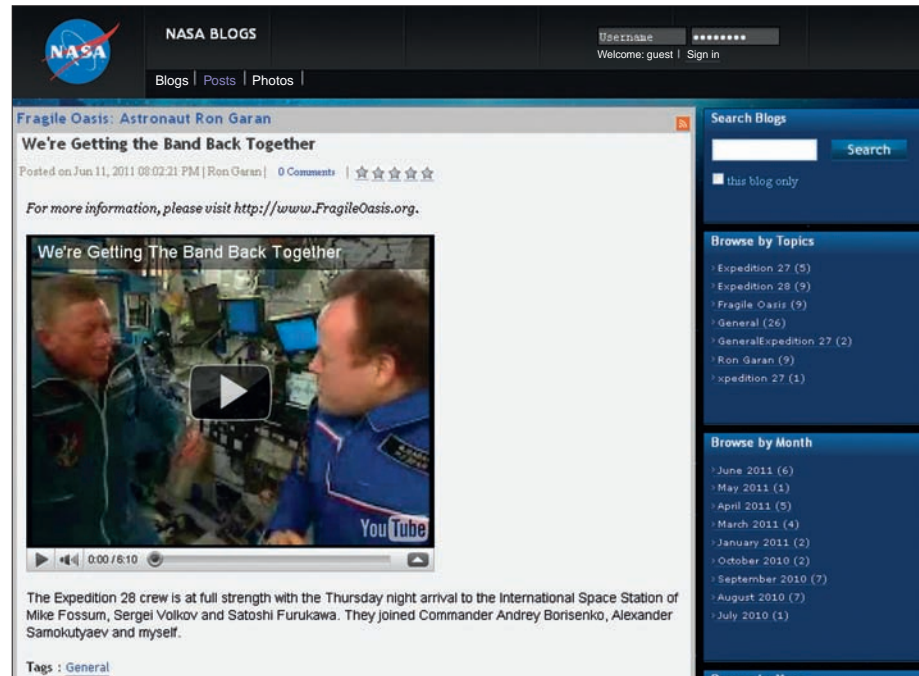 NASA
NASA BLOGS
Username
Welcome: guest | Sign in
Blogs | Posts | Photos |
Fragile Oasis: Astronaut Ron Garan
We're Getting the Band Back Together
Posted on Jun 11, 2011 08:02:21 PM | Ron Garan | 0 Comments |
For more information, please visit http://www.FragileOasis.org.
We're Getting The Band Back Together
YouTube
0:00 / 6:10
The Expedition 28 crew is at full strength with the Thursday night arrival to the International Space Station of
Mike Fossum, Sergei Volkov and Satoshi Furukawa. They joined Commander Andrey Borisenko, Alexander
Samokutyaev and myself.
Tags : General
Search Blogs
Search
this blog only
Browse by Topics
Expedition 27 (5)
Expedition 28 (9)
Fragile Oasis (9)
General (26)
GeneralExpedition 27 (2)
Ron Garan (9)
xpedition 27 (1)
Browse by Month
June 2011 (6)
May 2011 (1)
April 2011 (5)
March 2011 (4)
January 2011 (2)
October 2010 (2)
September 2010 (7)
August 2010 (7)
July 2010 (1)